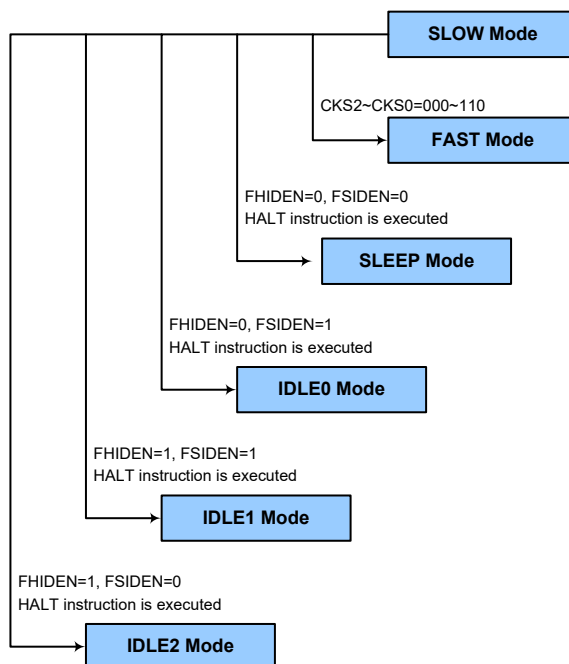 SLOW Mode
CKS2~CKS0=000~110
FAST Mode
FHIDEN=0, FSIDEN=0
HALT instruction is executed
SLEEP Mode
FHIDEN=0, FSIDEN=1
HALT instruction is executed
IDLE0 Mode
FHIDEN=1, FSIDEN=1
HALT instruction is executed
IDLE1 Mode
FHIDEN=1, FSIDEN=0
HALT instruction is executed
IDLE2 Mode